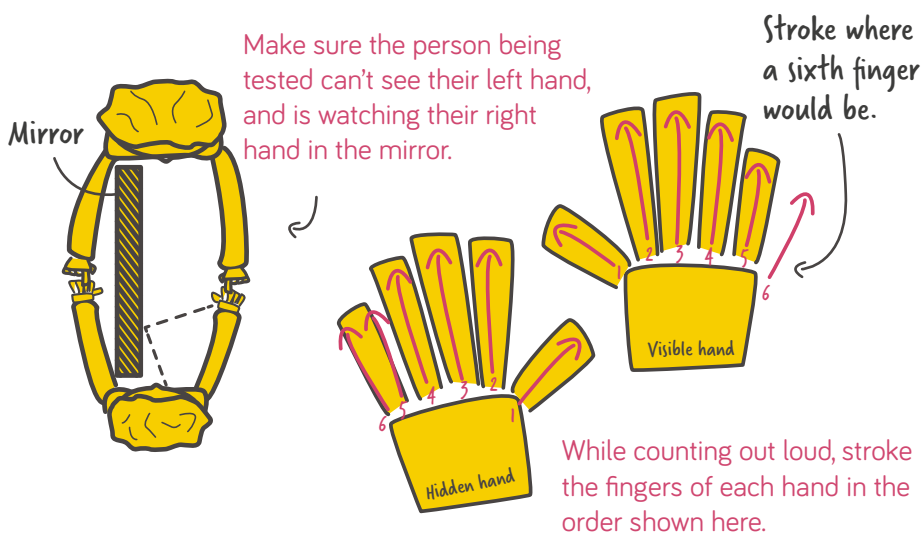 Make sure the person being
tested can't see their left hand,
and is watching their right
hand in the mirror.
Mirror
Stroke where
a sixth finger
would be.
1
2
3
4
5
6
Visible hand
6
5
4
3
2
1
Hidden hand
While counting out loud, stroke
the fingers of each hand in the
order shown here.